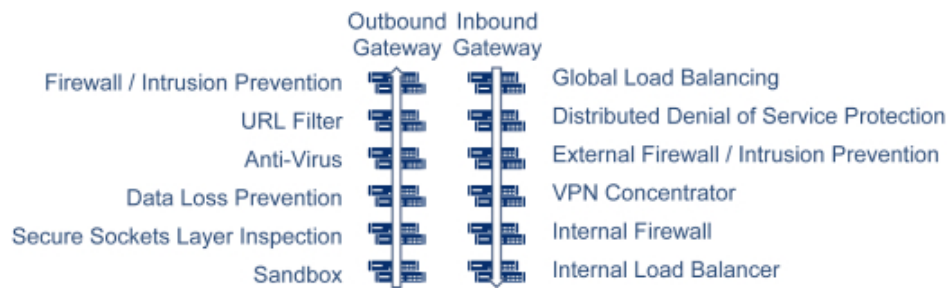 Outbound Inbound
Gateway Gateway
Firewall / Intrusion Prevention
URL Filter
Anti-Virus
Data Loss Prevention
Secure Sockets Layer Inspection
Sandbox
Global Load Balancing
Distributed Denial of Service Protection
External Firewall / Intrusion Prevention
VPN Concentrator
Internal Firewall
Internal Load Balancer